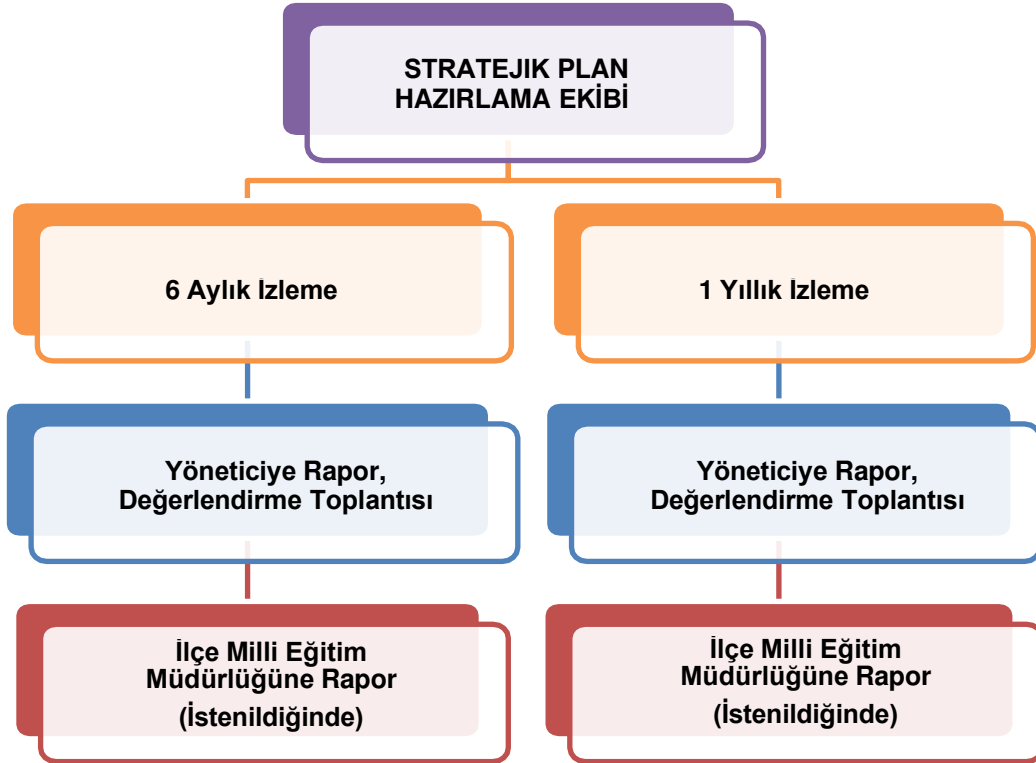 STRATEJIK PLAN
HAZIRLAMA EKİBİ
6 Aylık İzleme
1 Yıllık İzleme
Yöneticiye Rapor,
Değerlendirme Toplantısı
Yöneticiye Rapor,
Değerlendirme Toplantısı
İlçe Milli Eğitim
Müdürlüğüne Rapor
(İstenildiğinde)
İlçe Milli Eğitim
Müdürlüğüne Rapor
(İstenildiğinde)